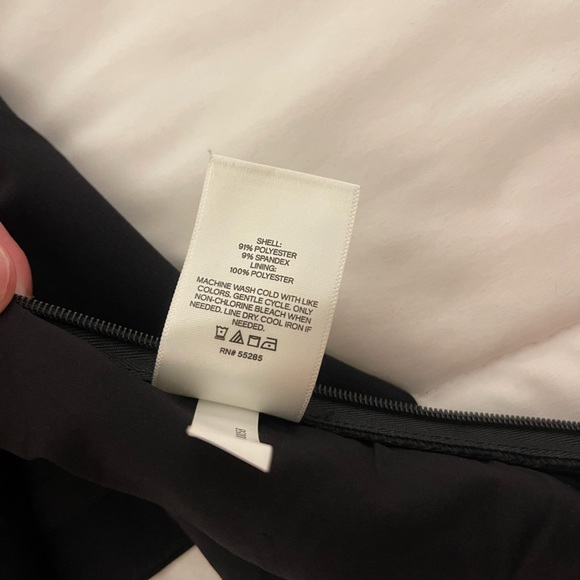 SHELL:
91% POLYESTER
9% SPANDEX
LINING:
100% POLYESTER
MACHINE WASH COLD WITH LIKE
COLORS. GENTLE CYCLE. ONLY
NON-CHLORINE BLEACH WHEN
NEEDED. LINE DRY. COOL IRON IF
NEEDED.
RN# 55285